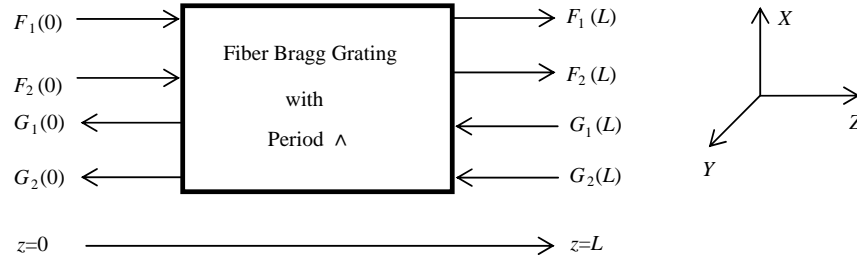 F₁(0)
F₂(0)
G₁(0)
G₂(0)
Fiber Bragg Grating
with
Period ∧
F₁(L)
F₂(L)
G₁(L)
G₂(L)
X
Z
Y
z=0
z=L